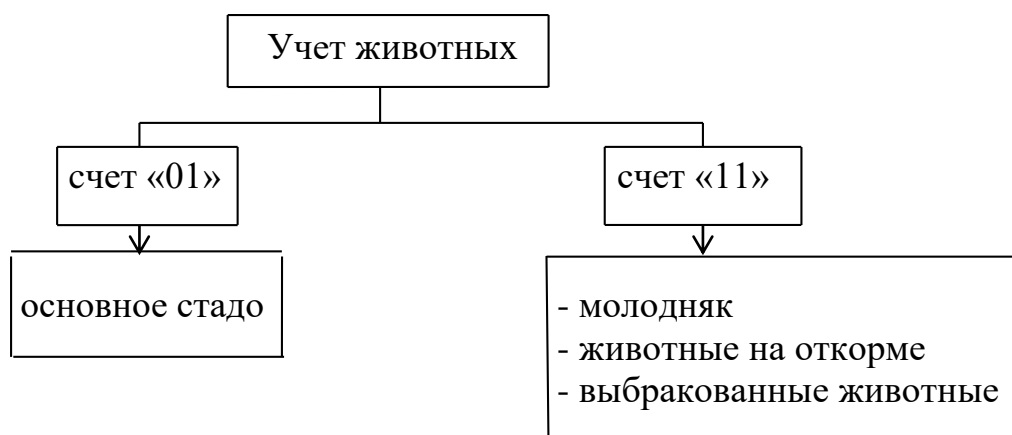 Учет животных
счет «01»
счет «11»
основное стадо
- молодняк
- животные на откорме
- выбракованные животные